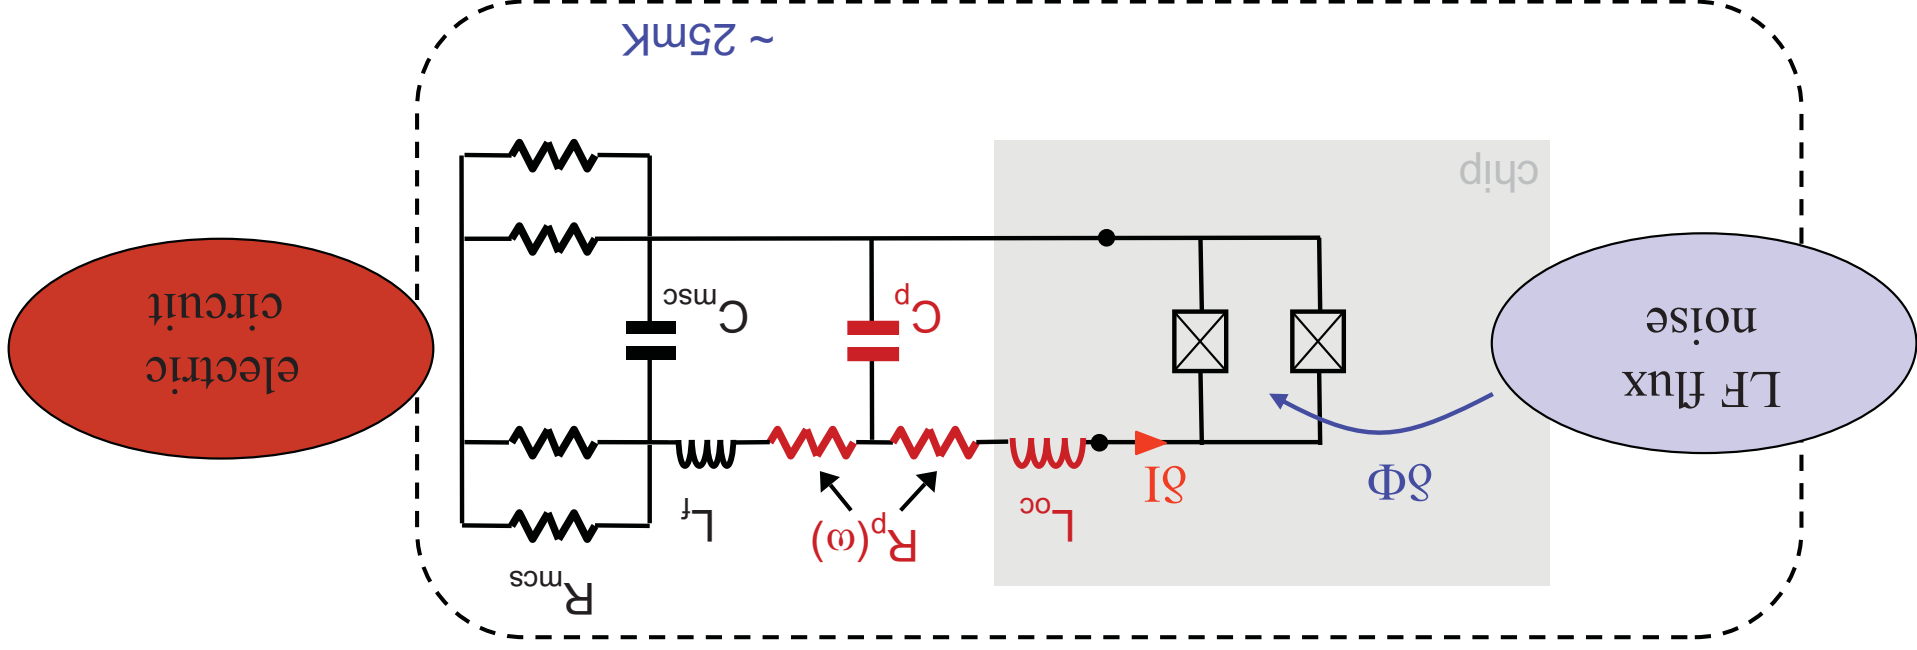 R_mcs
LF flux
noise
δΦ
δI
L_oc
R_p(ω)
L_f
electric
circuit
C_p
C_msc
chip
~ 25mK